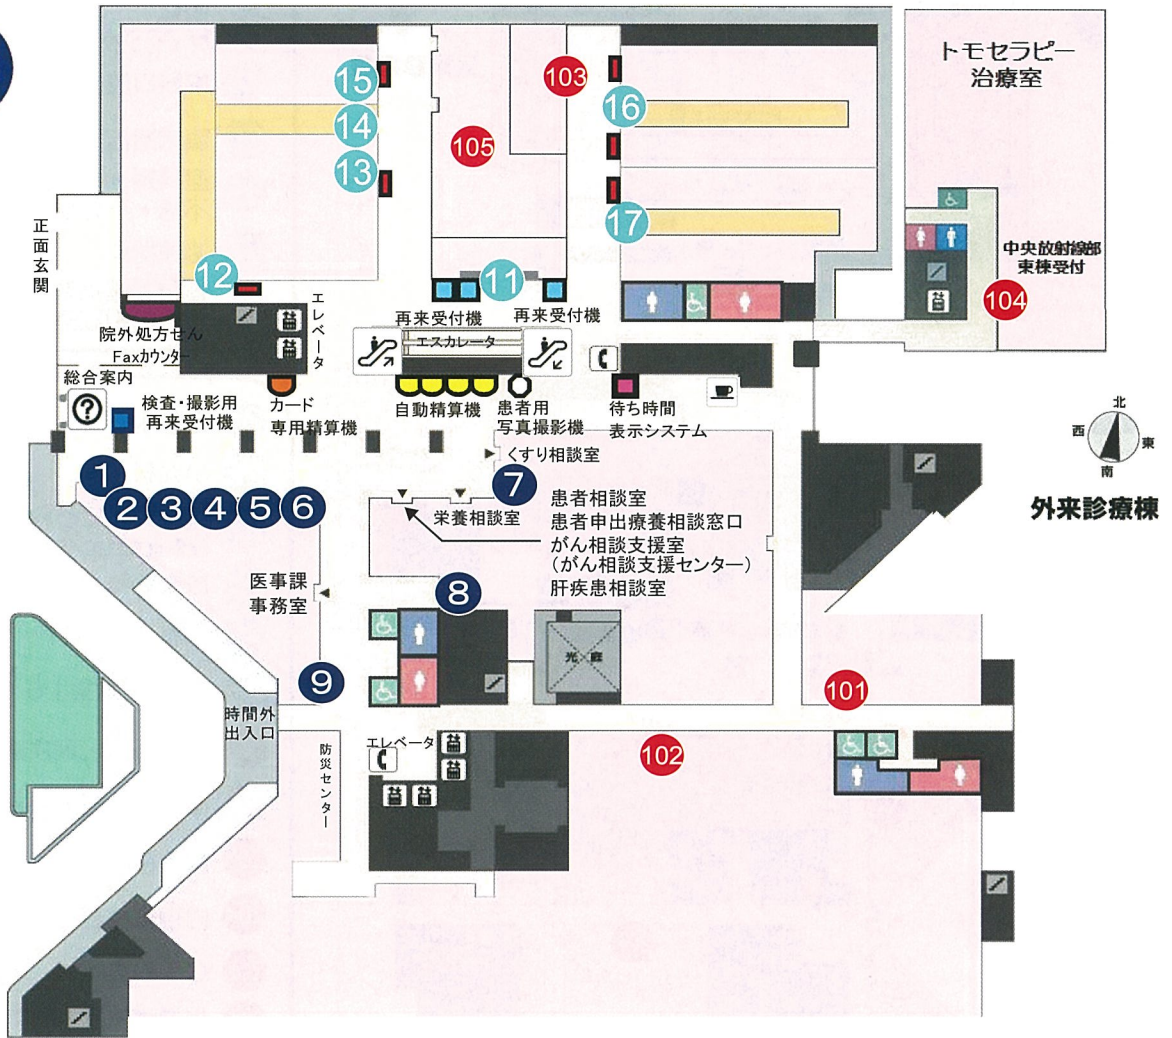 15
103
トモセラピー
治療室
16
14
105
13
17
正面玄関
中央放射線部
東棟受付
12
11
104
エレベータ
再来受付機
再来受付機
院外処方せん
Faxカウンター
エスカレータ
総合案内
?
検査・撮影用
再来受付機
カード
専用精算機
自動精算機
患者用
写真撮影機
待ち時間
表示システム
北
西
東
南
外来診療棟
くすり相談室
1
2
3
4
5
6
7
栄養相談室
患者相談室
患者申出療養相談窓口
がん相談支援室
(がん相談支援センター)
肝疾患相談室
医事課
事務室
8
光庭
9
101
時間外
出入口
エレベータ
102
防災センター